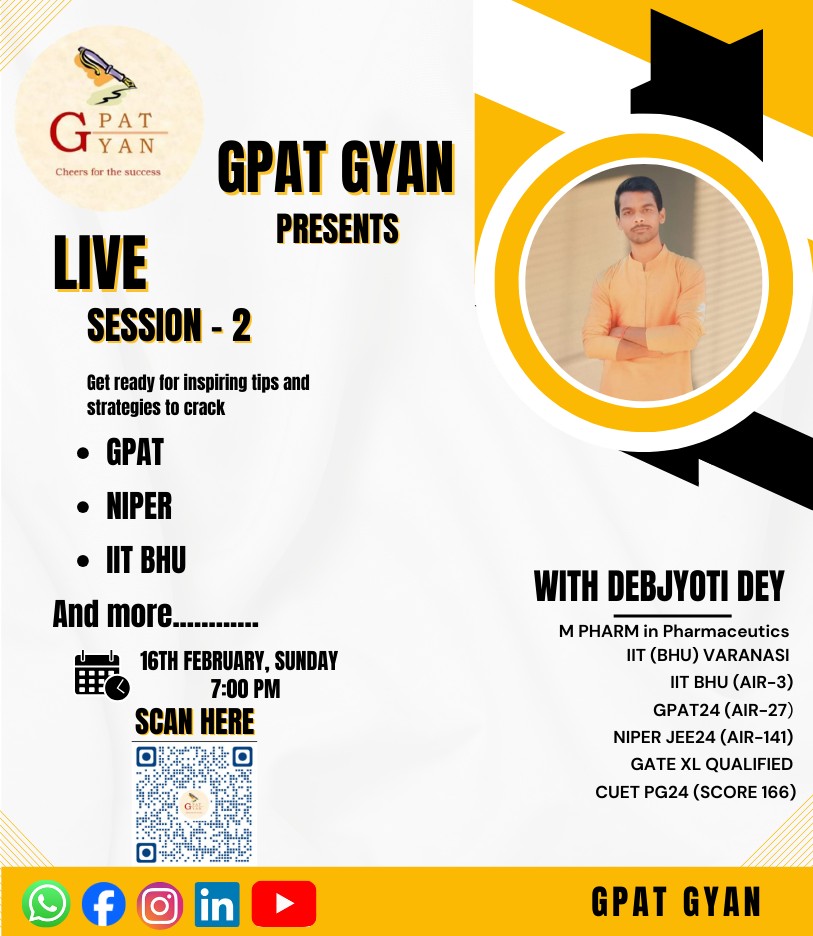 G PAT
GYAN
Cheers for the success
GPAT GYAN
PRESENTS
LIVE
SESSION - 2
Get ready for inspiring tips and
strategies to crack
• GPAT
• NIPER
• IIT BHU
And more............
16TH FEBRUARY, SUNDAY
7:00 PM
SCAN HERE
WITH DEBJYOTI DEY
M PHARM in Pharmaceutics
IIT (BHU) VARANASI
IIT BHU (AIR-3)
GPAT24 (AIR-27)
NIPER JEE24 (AIR-141)
GATE XL QUALIFIED
CUET PG24 (SCORE 166)
GPAT GYAN